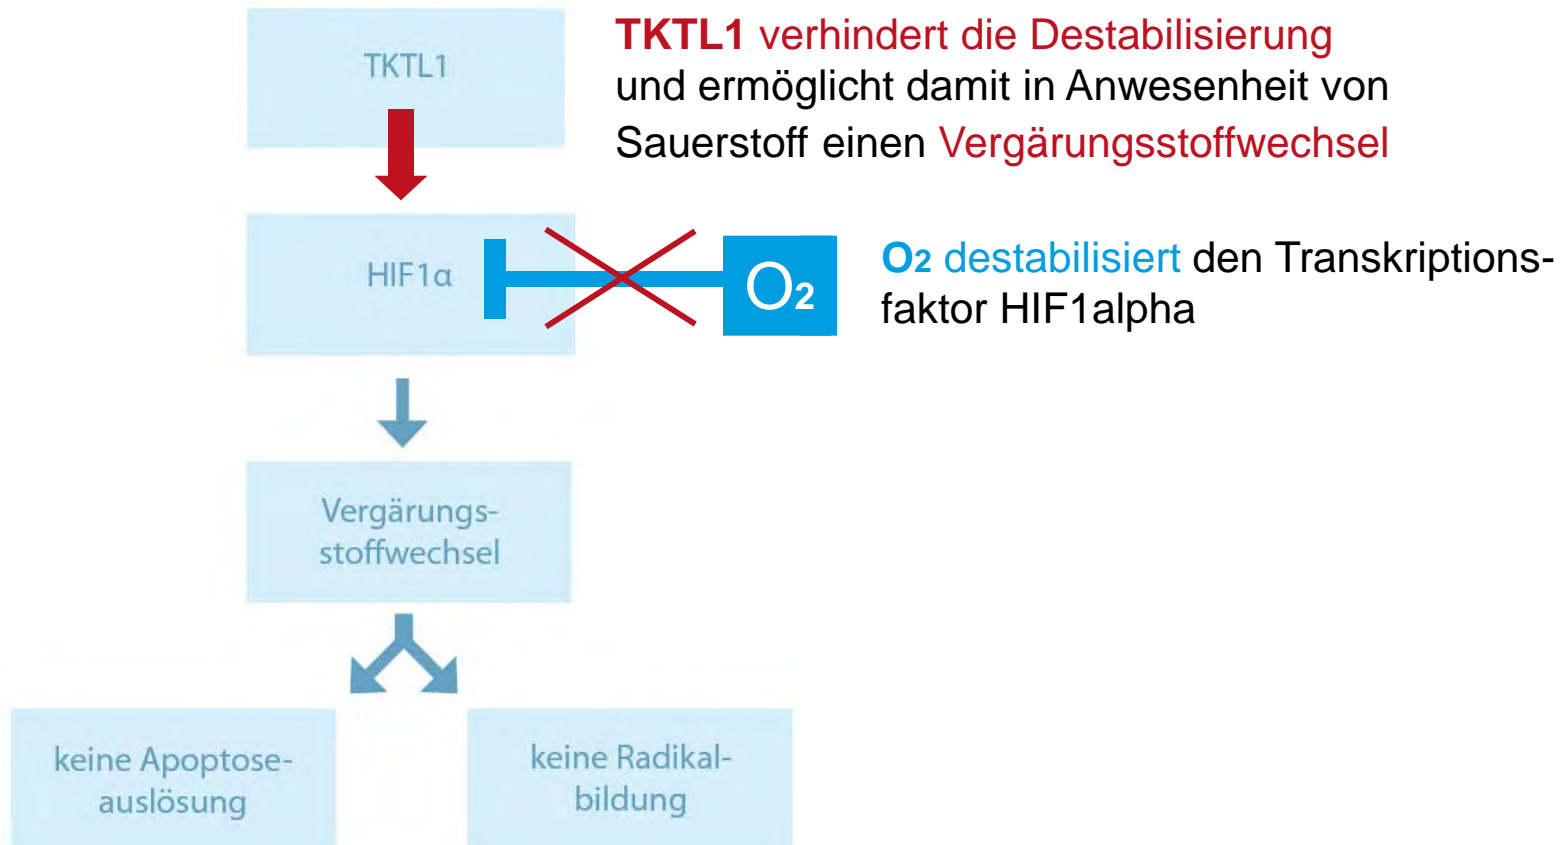 TKTL1
TKTL1 verhindert die Destabilisierung
und ermöglicht damit in Anwesenheit von
Sauerstoff einen Vergärungsstoffwechsel
HIF1α
O2
O2 destabilisiert den Transkriptions-
faktor HIF1alpha
Vergärungs-
stoffwechsel
keine Apoptose-
auslösung
keine Radikal-
bildung